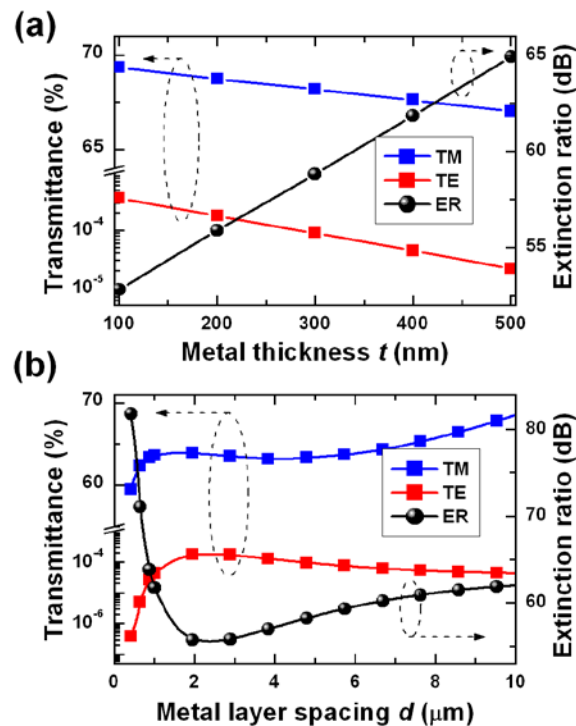 (a)
Transmittance (%)
70
65
10⁻⁴
10⁻⁵
65
60
55
Extinction ratio (dB)
TM
TE
ER
100 200 300 400 500
Metal thickness t (nm)
(b)
Transmittance (%)
70
60
10⁻⁴
10⁻⁶
80
70
60
Extinction ratio (dB)
TM
TE
ER
0 2 4 6 8 10
Metal layer spacing d (μm)